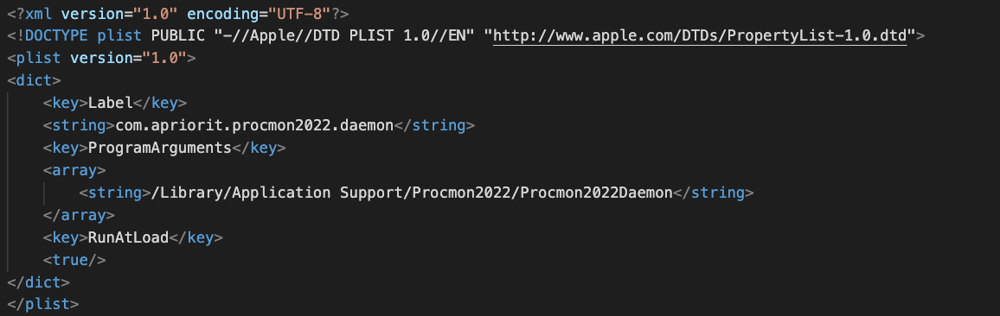 <?xml version="1.0" encoding="UTF-8"?>
<!DOCTYPE plist PUBLIC "-//Apple//DTD PLIST 1.0//EN" "http://www.apple.com/DTDs/PropertyList-1.0.dtd">
<plist version="1.0">
<dict>
    <key>Label</key>
    <string>com.apriorit.procmon2022.daemon</string>
    <key>ProgramArguments</key>
    <array>
        <string>/Library/Application Support/Procmon2022/Procmon2022Daemon</string>
    </array>
    <key>RunAtLoad</key>
    <true/>
</dict>
</plist>